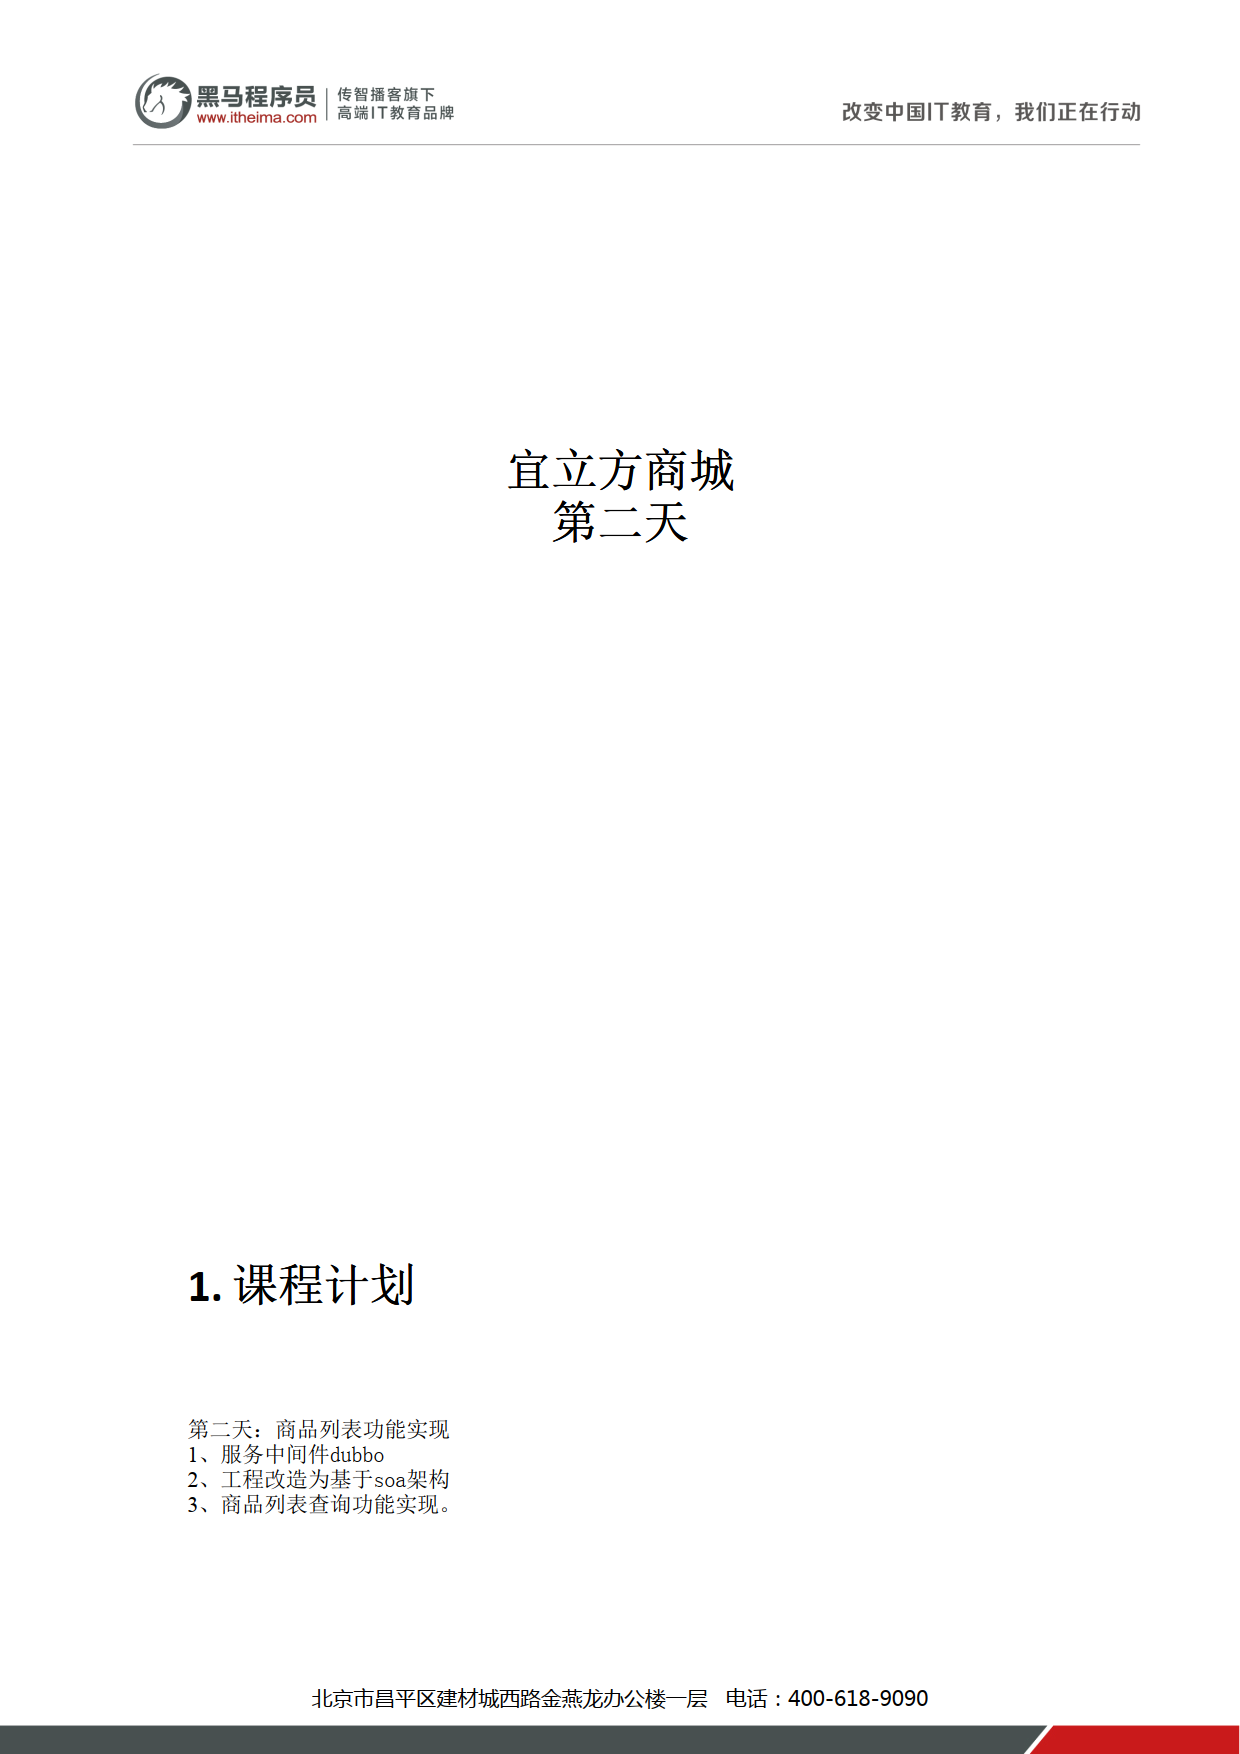 黑马程序员
www.itheima.com
传智播客旗下
高端IT教育品牌
改变中国IT教育，我们正在行动
宜立方商城
第二天
1. 课程计划
第二天：商品列表功能实现
1、服务中间件dubbo
2、工程改造为基于soa架构
3、商品列表查询功能实现。
北京市昌平区建材城西路金燕龙办公楼一层 电话：400-618-9090